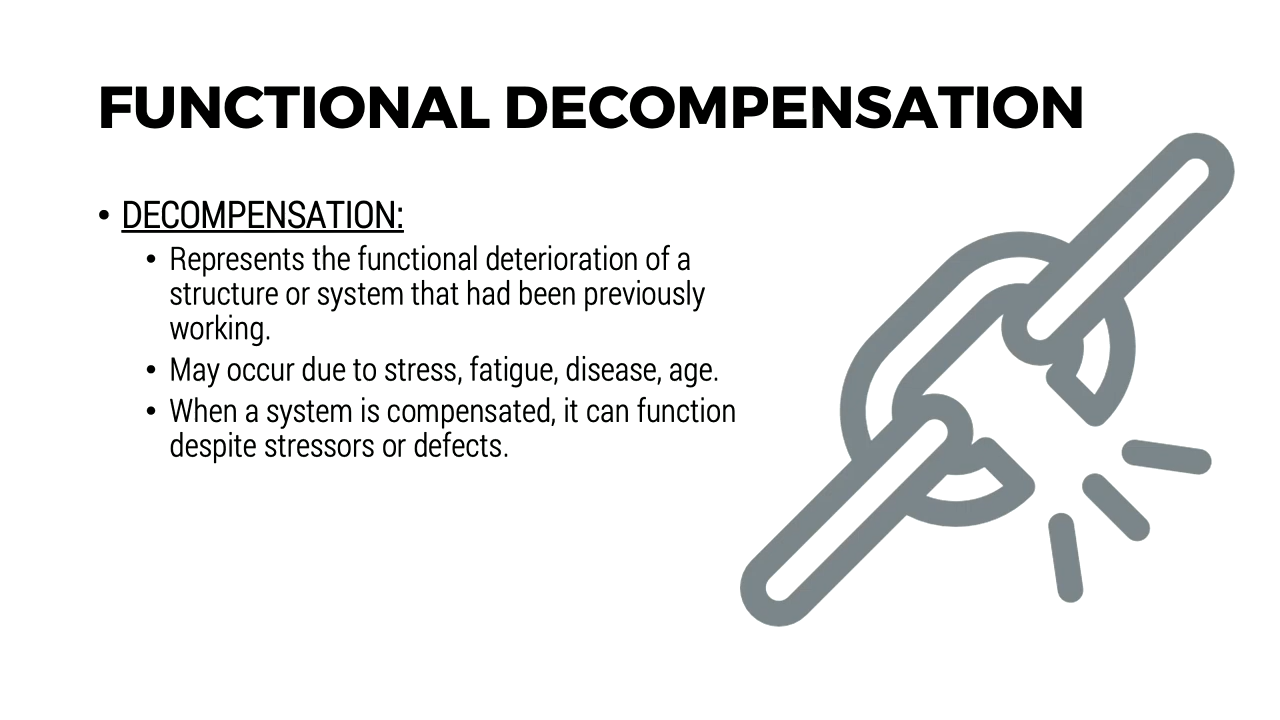 FUNCTIONAL DECOMPENSATION
• DECOMPENSATION:
• Represents the functional deterioration of a
structure or system that had been previously
working.
• May occur due to stress, fatigue, disease, age.
• When a system is compensated, it can function
despite stressors or defects.